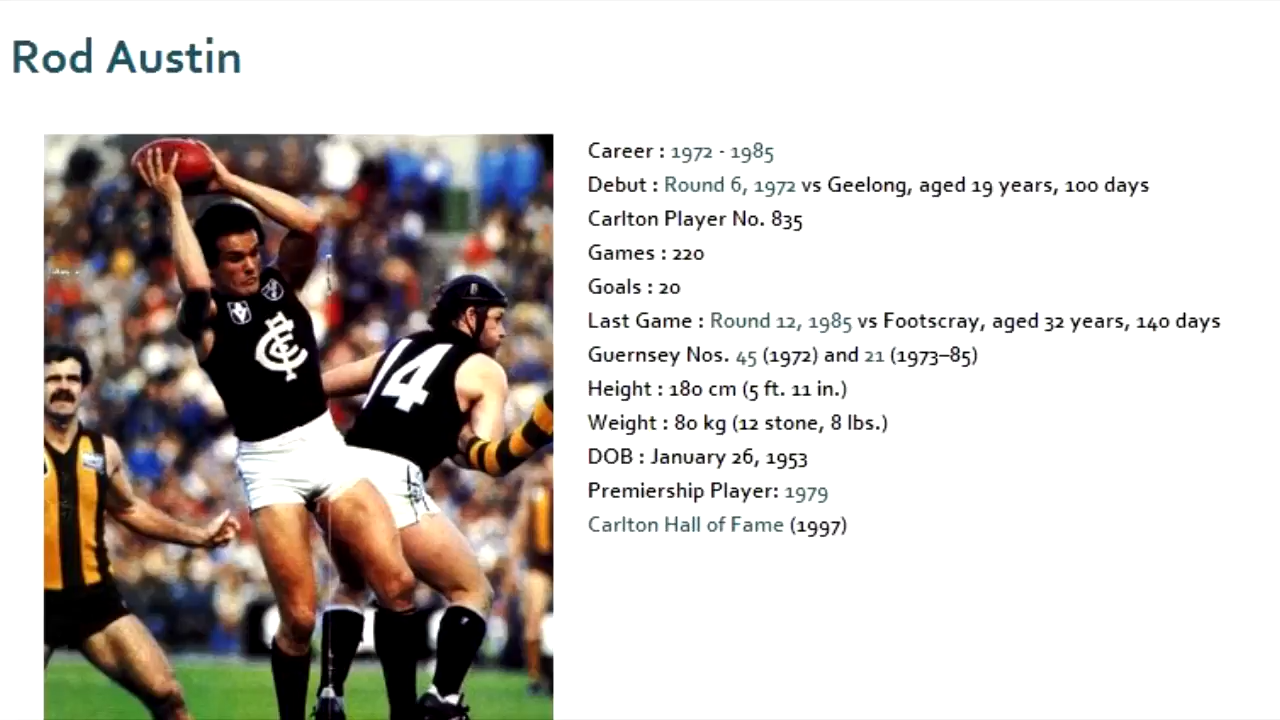 Rod Austin
Career : 1972 - 1985
Debut : Round 6, 1972 vs Geelong, aged 19 years, 100 days
Carlton Player No. 835
Games : 220
Goals : 20
Last Game : Round 12, 1985 vs Footscray, aged 32 years, 140 days
Guernsey Nos. 45 (1972) and 21 (1973–85)
Height : 180 cm (5 ft. 11 in.)
Weight : 80 kg (12 stone, 8 lbs.)
DOB : January 26, 1953
Premiership Player: 1979
Carlton Hall of Fame (1997)
CFC
14